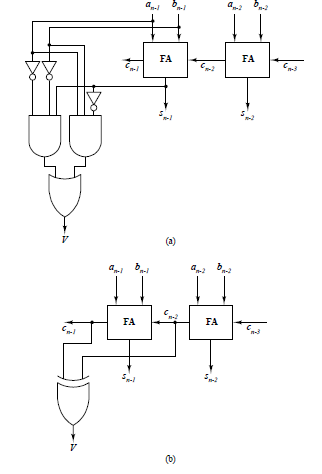 a_{n-1} b_{n-1} a_{n-2} b_{n-2}
FA FA
c_{n-1} c_{n-2} c_{n-3}
s_{n-1} s_{n-2}
V
(a)
a_{n-1} b_{n-1} a_{n-2} b_{n-2}
c_{n-2}
FA FA
c_{n-1} c_{n-3}
s_{n-1} s_{n-2}
V
(b)